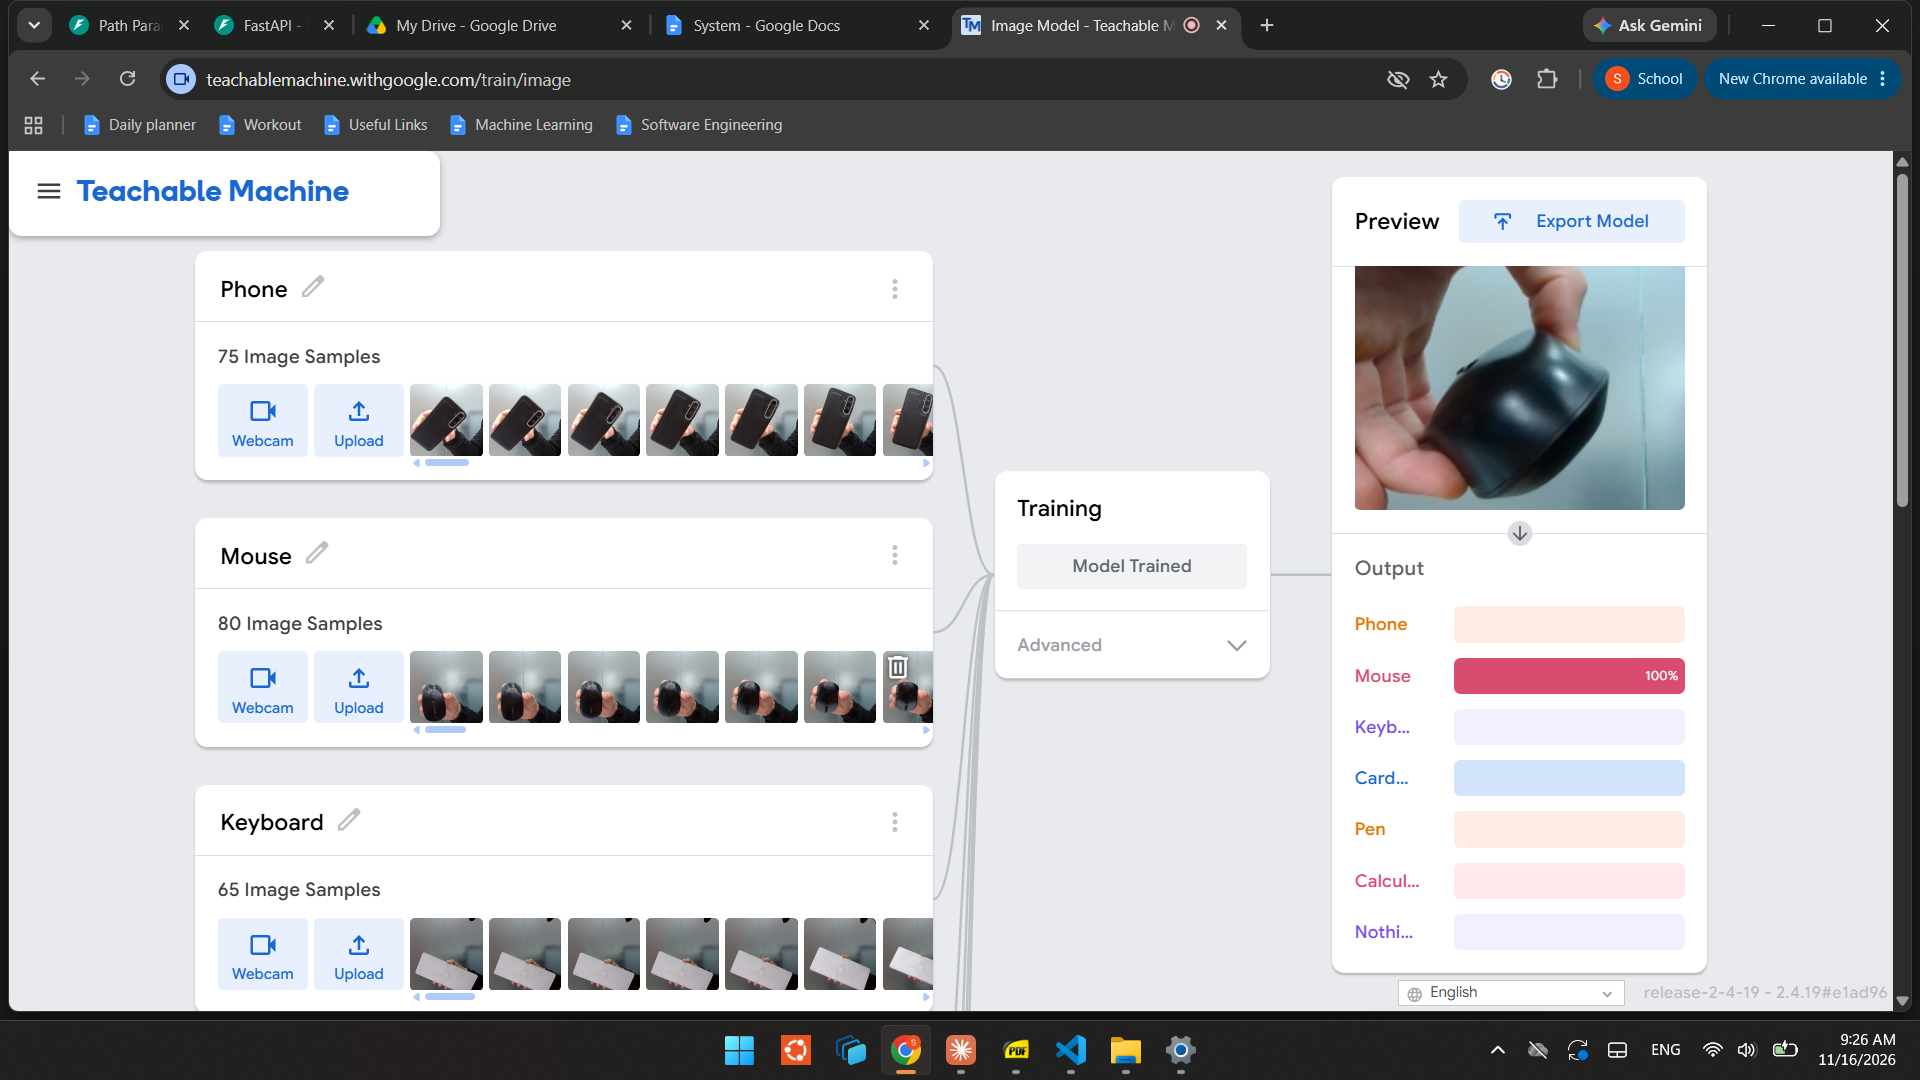 Path Para
FastAPI -
My Drive - Google Drive
System - Google Docs
Image Model - Teachable M
Ask Gemini
teachablemachine.withgoogle.com/train/image
S School
New Chrome available
Daily planner
Workout
Useful Links
Machine Learning
Software Engineering
Teachable Machine
Phone
75 Image Samples
Webcam
Upload
Mouse
80 Image Samples
Webcam
Upload
Keyboard
65 Image Samples
Webcam
Upload
Training
Model Trained
Advanced
Preview
Export Model
Output
Phone
Mouse
100%
Keyb...
Card...
Pen
Calcul...
Nothi...
English
release-2-4-19 - 2.4.19#e1ad96
PDF
ENG
9:26 AM
11/16/2026